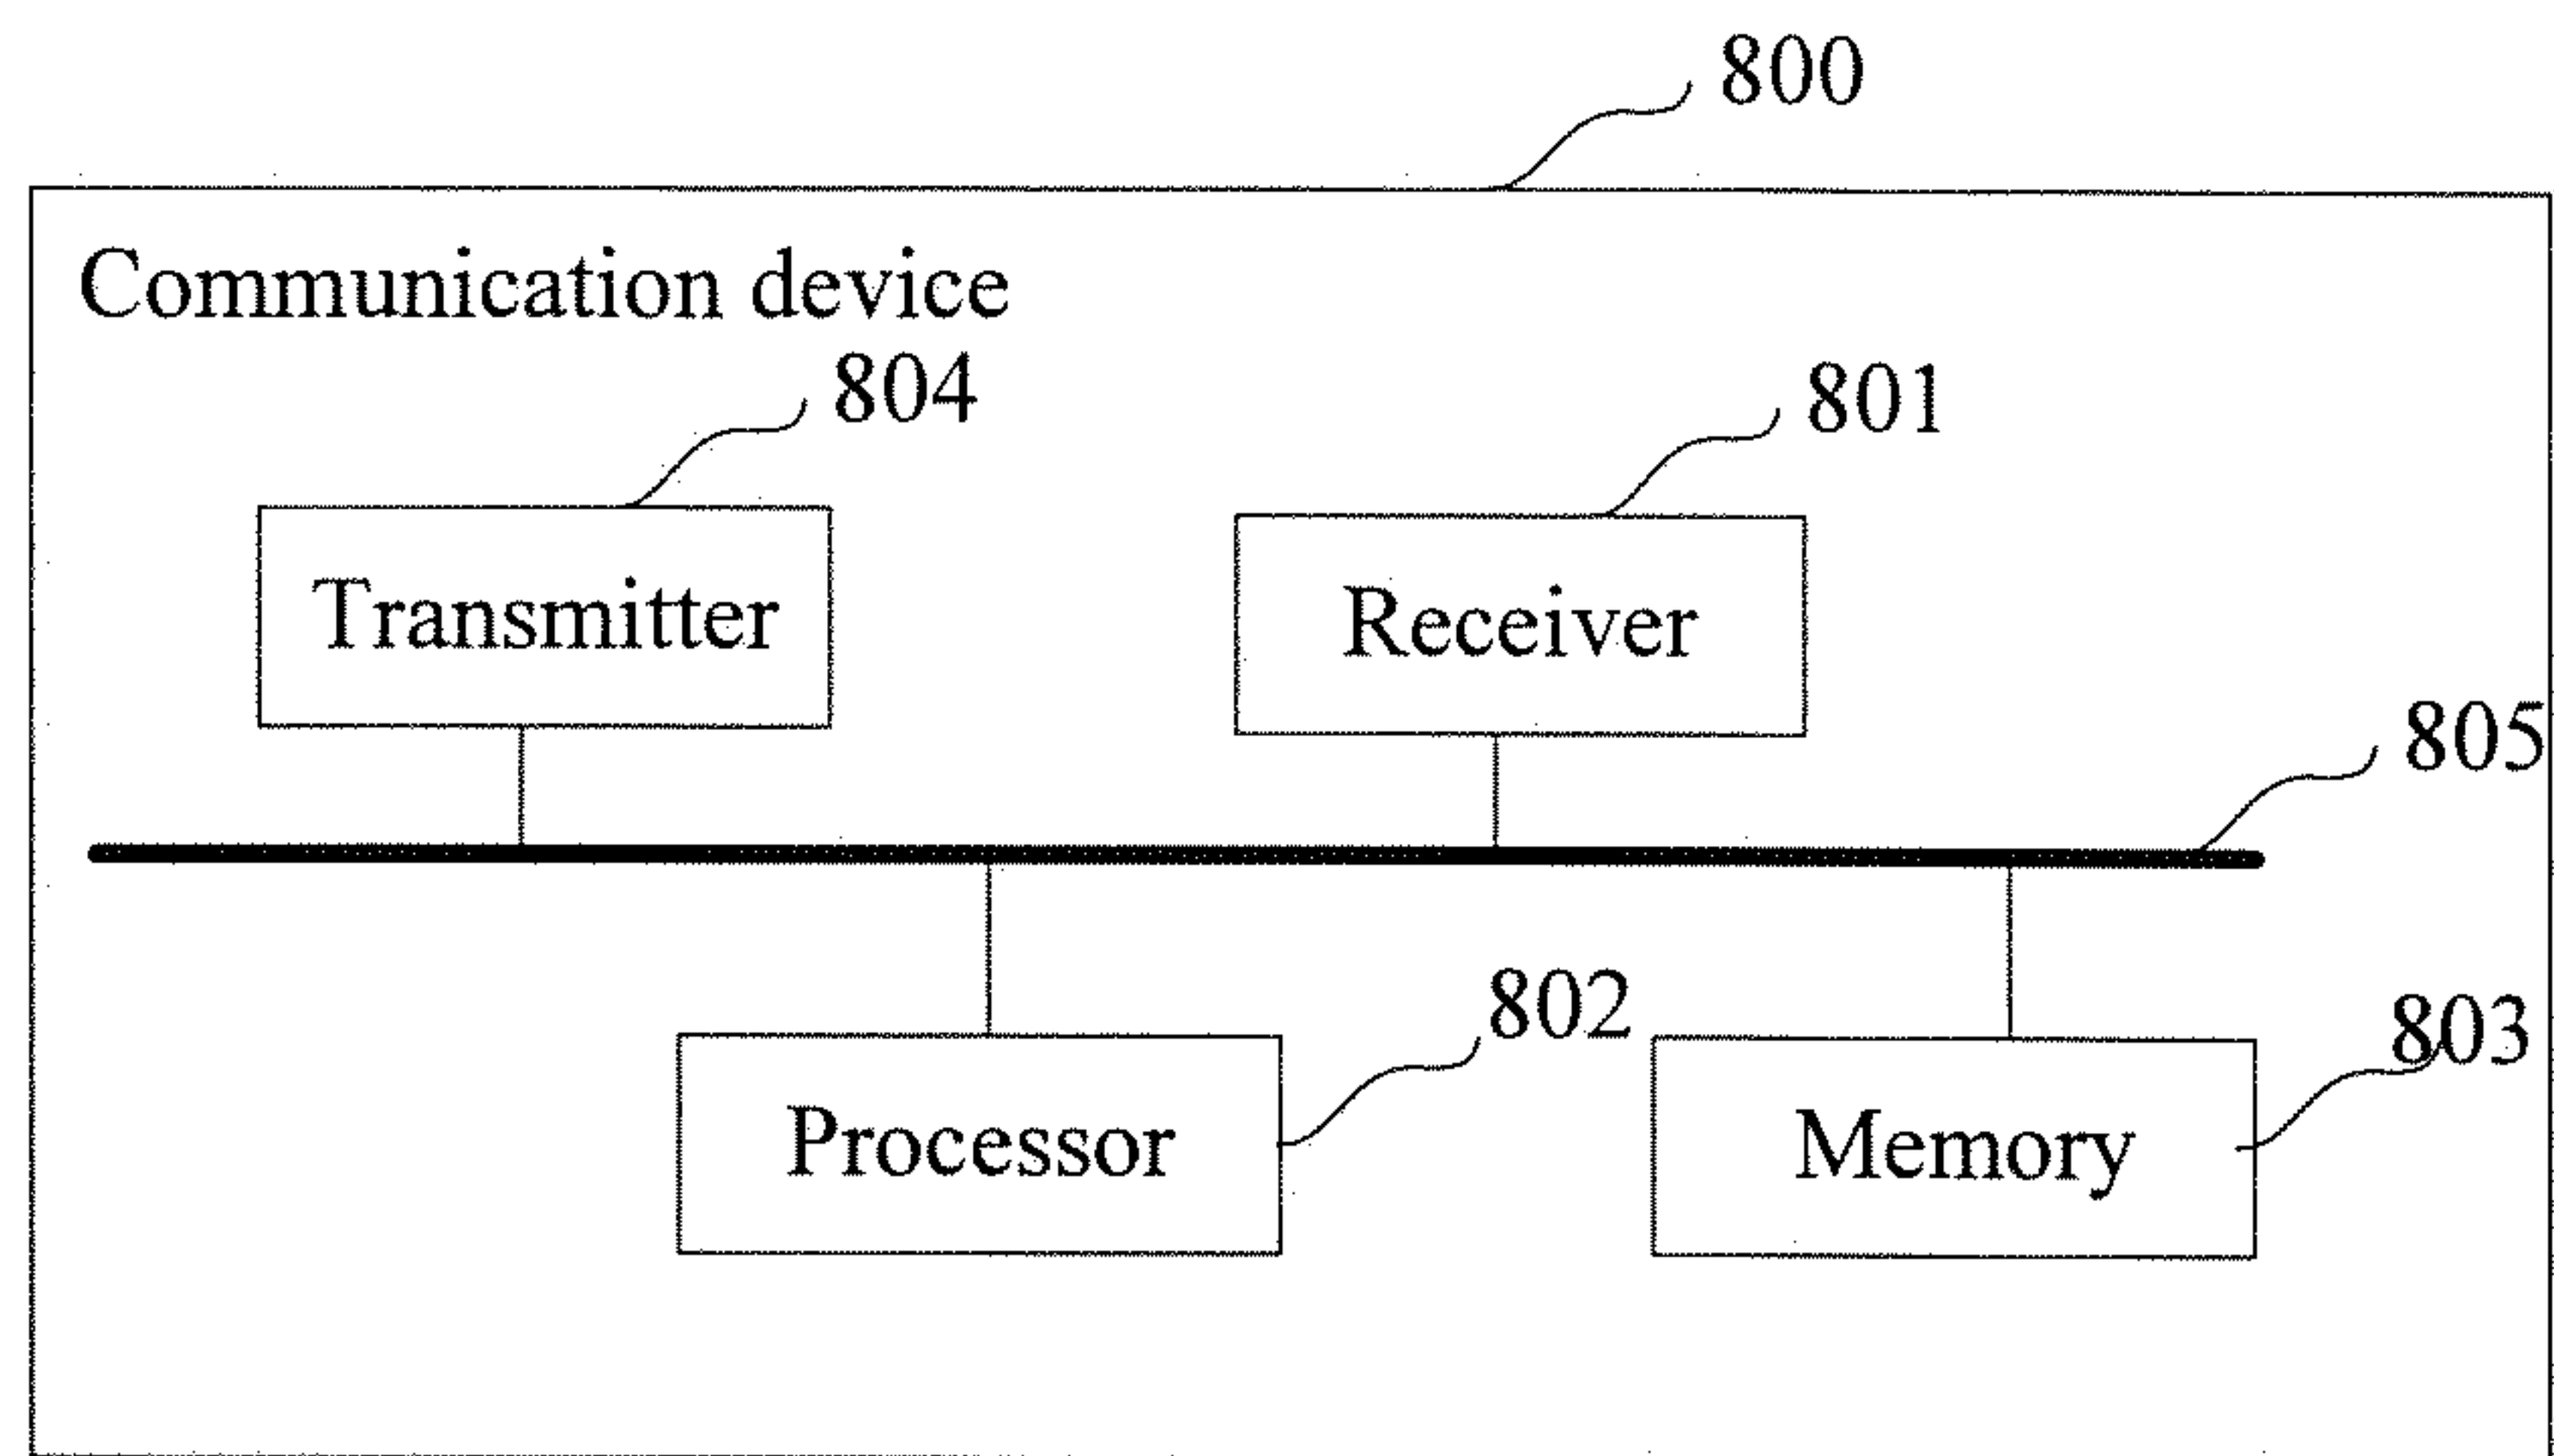 800
Communication device
804
801
Transmitter
Receiver
805
802
803
Processor
Memory